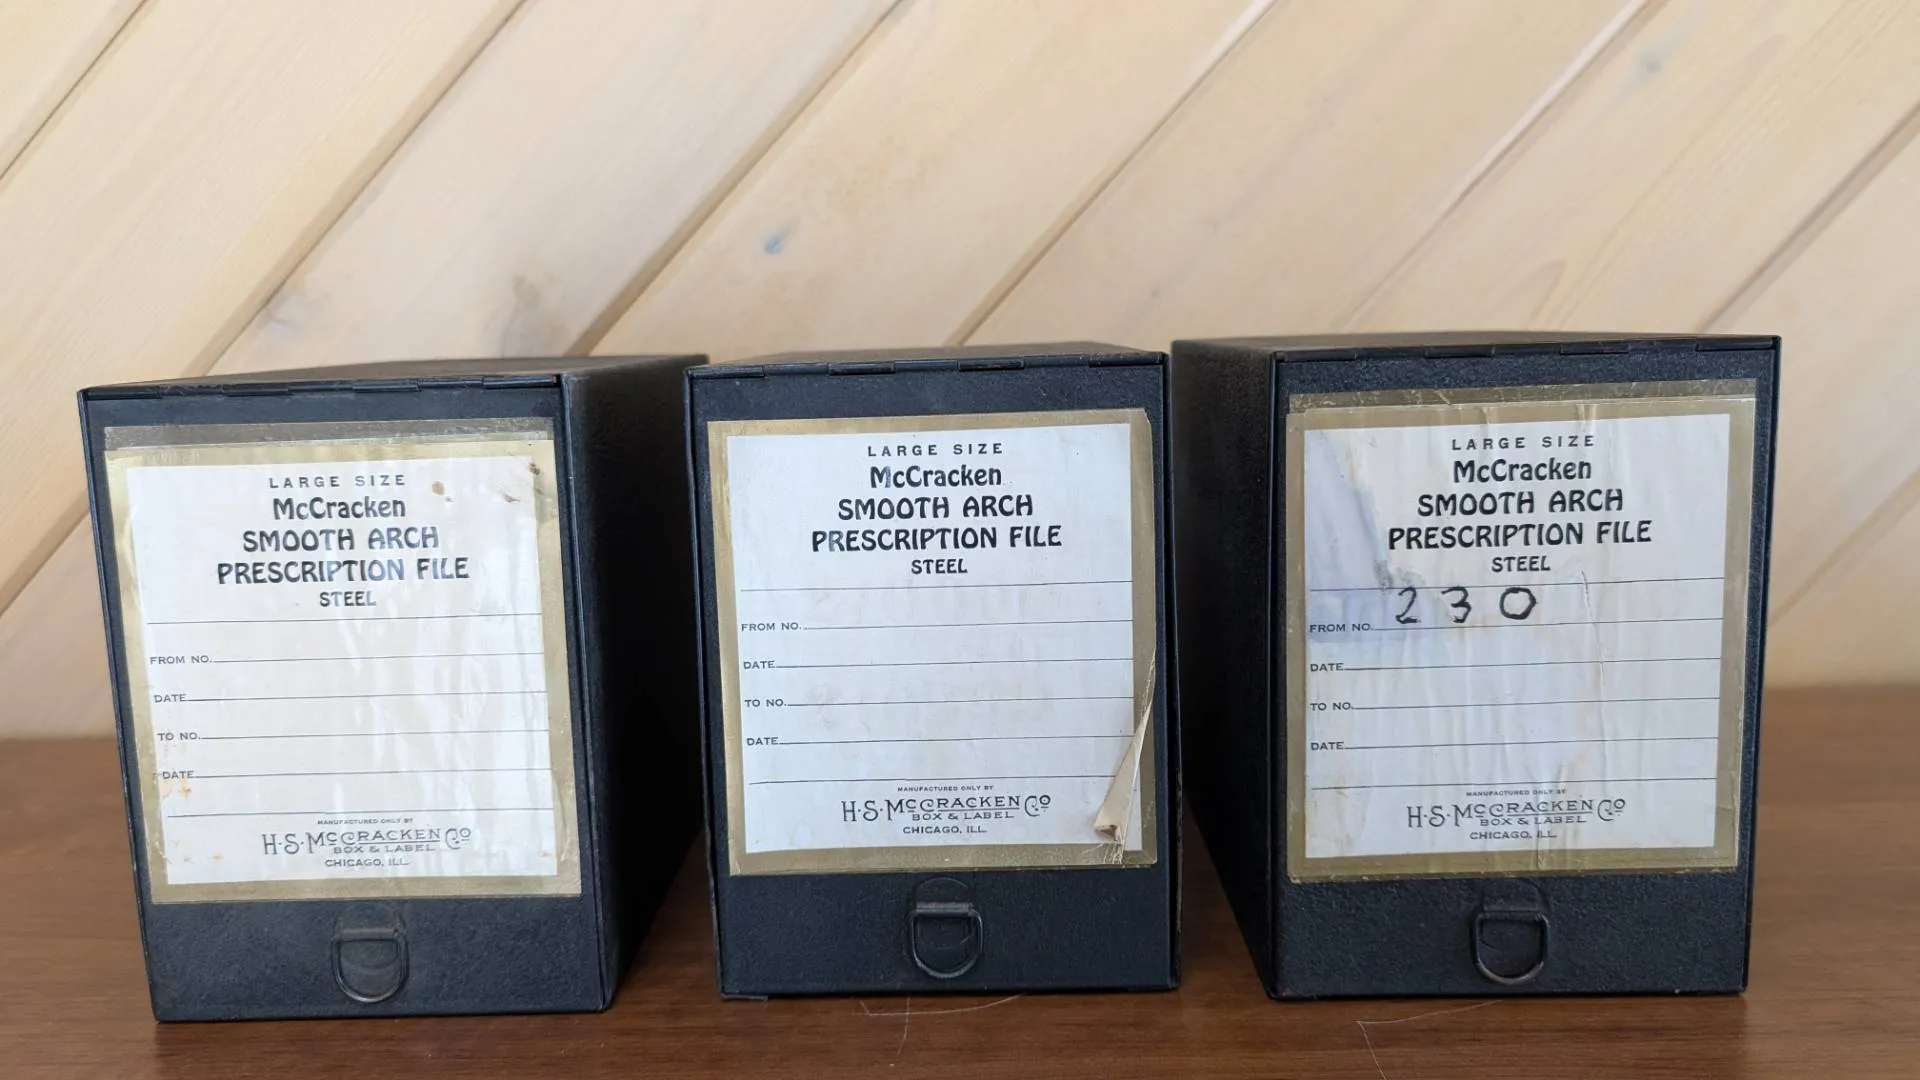 LARGE SIZE
McCracken
SMOOTH ARCH
PRESCRIPTION FILE
STEEL
FROM NO.
DATE
TO NO.
DATE
MANUFACTURED ONLY BY
H·S·McCRACKEN Co
BOX & LABEL
CHICAGO, ILL.
LARGE SIZE
McCracken
SMOOTH ARCH
PRESCRIPTION FILE
STEEL
FROM NO.
DATE
TO NO.
DATE
MANUFACTURED ONLY BY
H·S·McCRACKEN Co
BOX & LABEL
CHICAGO, ILL.
LARGE SIZE
McCracken
SMOOTH ARCH
PRESCRIPTION FILE
STEEL
FROM NO. 230
DATE
TO NO.
DATE
MANUFACTURED ONLY BY
H·S·McCRACKEN Co
BOX & LABEL
CHICAGO, ILL.